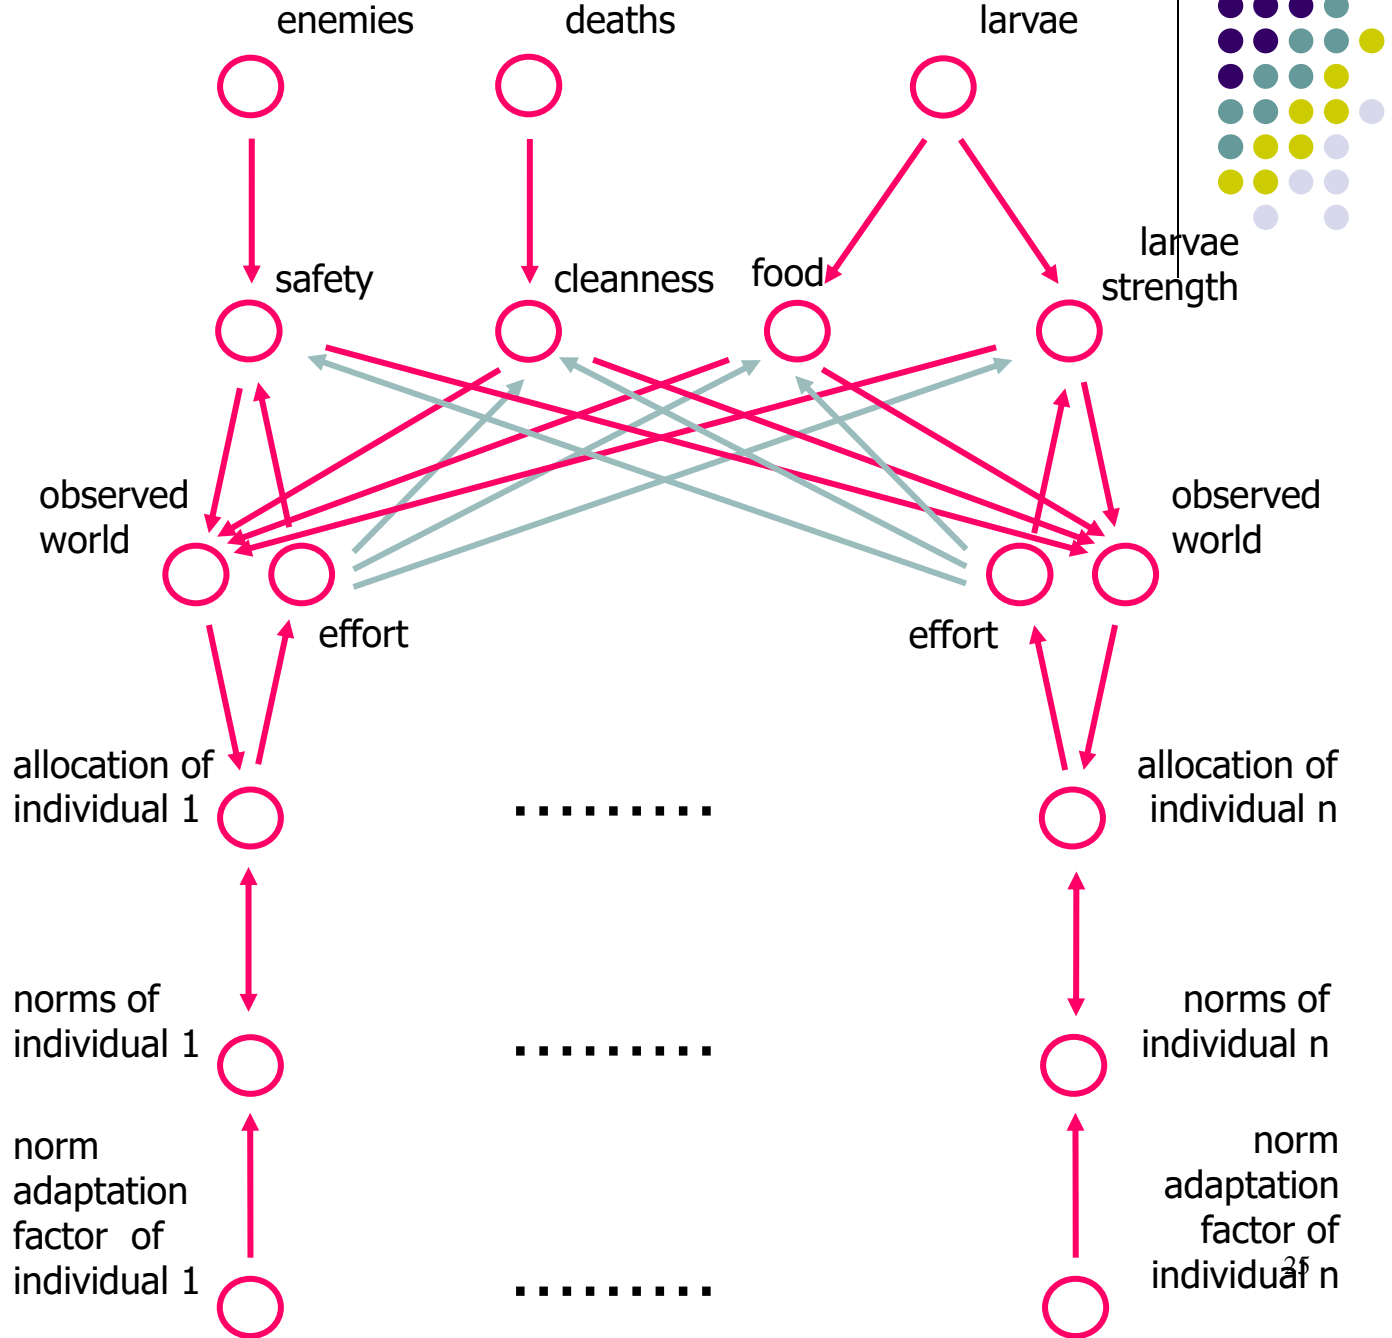 enemies
deaths
larvae
safety
cleanness
food
larvae
strength
observed
world
observed
world
effort
effort
allocation of
individual 1
.........
allocation of
individual n
norms of
individual 1
.........
norms of
individual n
norm
adaptation
factor of
individual 1
.........
norm
adaptation
factor of
individual n
25